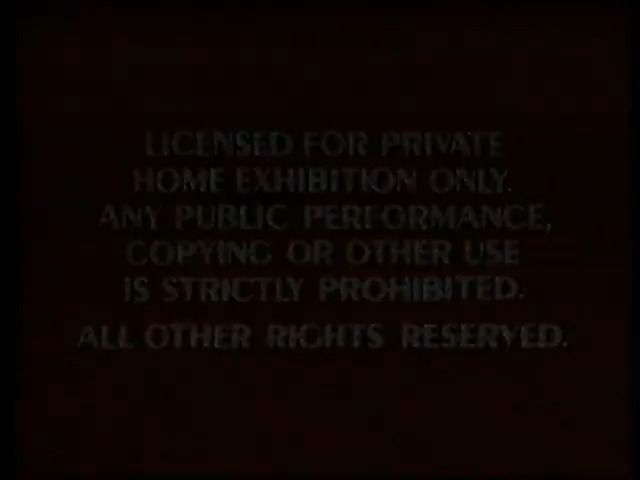 LICENSED FOR PRIVATE
HOME EXHIBITION ONLY.
ANY PUBLIC PERFORMANCE,
COPYING OR OTHER USE
IS STRICTLY PROHIBITED.
ALL OTHER RIGHTS RESERVED.